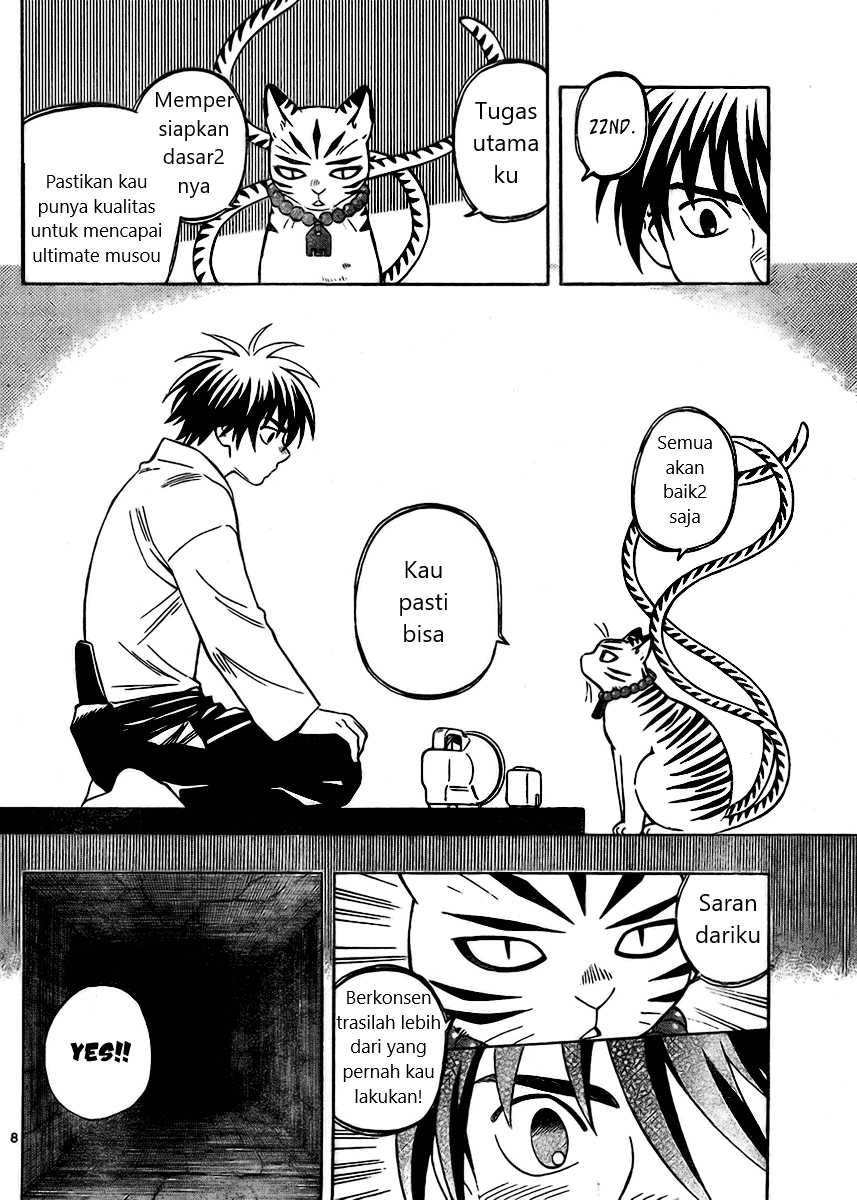 22ND.
Tugas
utama
ku
Memper
siapkan
dasar2
nya
Pastikan kau
punya kualitas
untuk mencapai
ultimate musou
Semua
akan
baik2
saja
Kau
pasti
bisa
Saran
dariku
Berkonsen
trasilah lebih
dari yang
pernah kau
lakukan!
YES!!
8